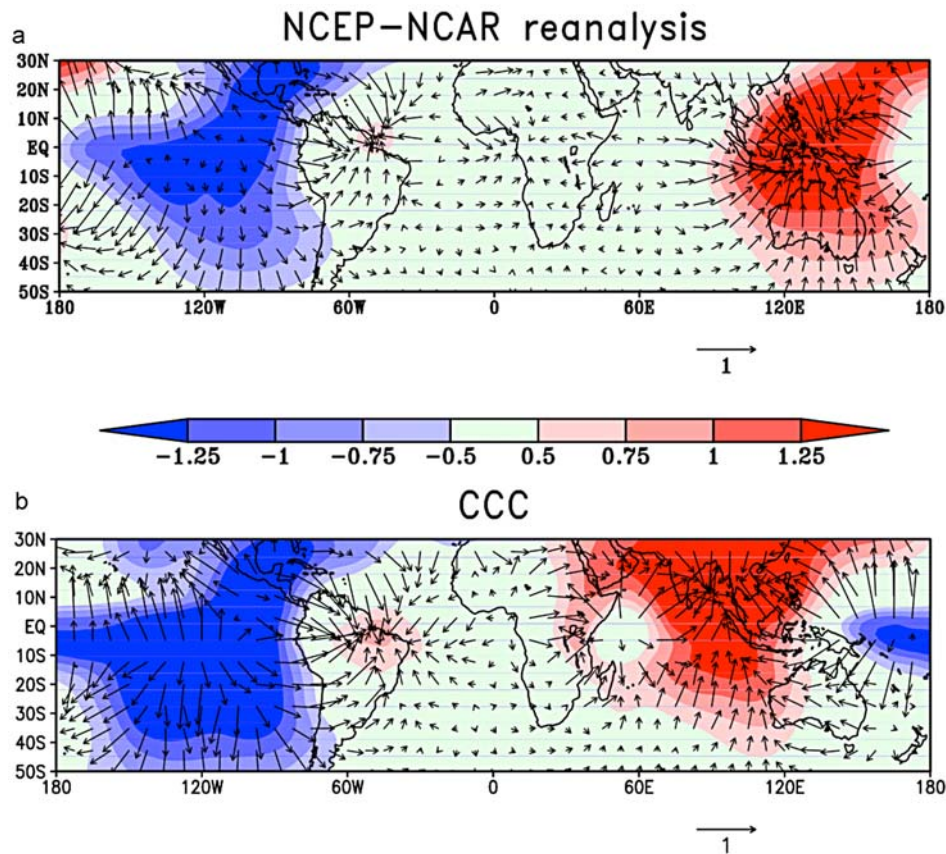 a
NCEP-NCAR reanalysis
30N
20N
10N
EQ
10S
20S
30S
40S
50S
180 120W 60W 0 60E 120E 180
1
-1.25 -1 -0.75 -0.5 0.5 0.75 1 1.25
b
CCC
30N
20N
10N
EQ
10S
20S
30S
40S
50S
180 120W 60W 0 60E 120E 180
1